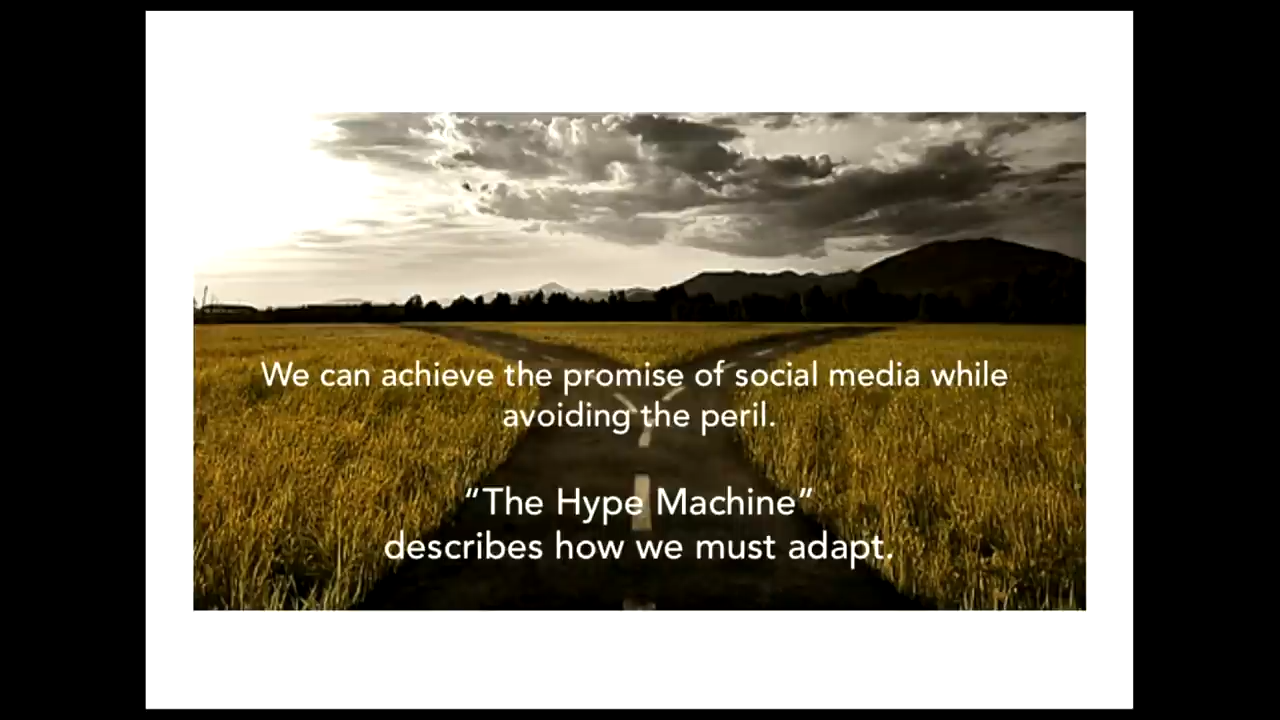 We can achieve the promise of social media while
avoiding the peril.
“The Hype Machine”
describes how we must adapt.